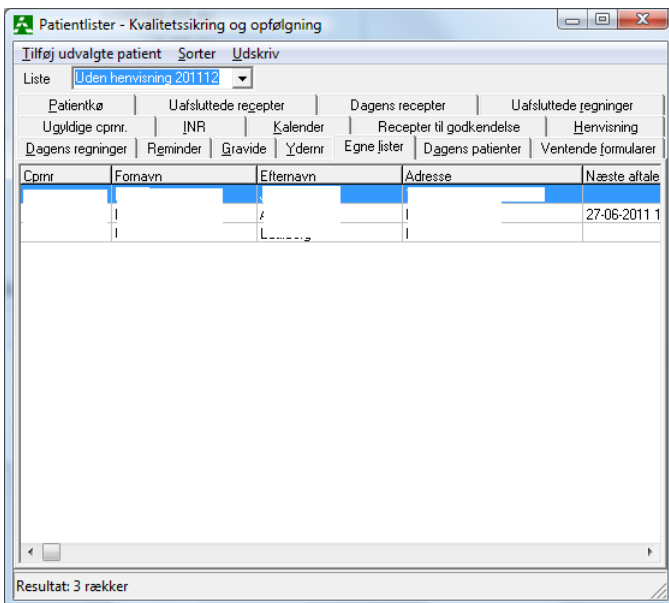 Patientlister - Kvalitetssikring og opfølgning
Tilføj udvalgte patient Sorter Udskriv
Liste Uden henvisning 201112
Patientkø Uafsluttede recepter Dagens recepter Uafsluttede regninger
Ugyldige cprnr. INR Kalender Recepter til godkendelse Henvisning
Dagens regninger Reminder Gravide Ydernr Egne lister Dagens patienter Ventende formularer
Cprnr Fornavn Efternavn Adresse Næste aftale
27-06-2011 1
Resultat: 3 rækker